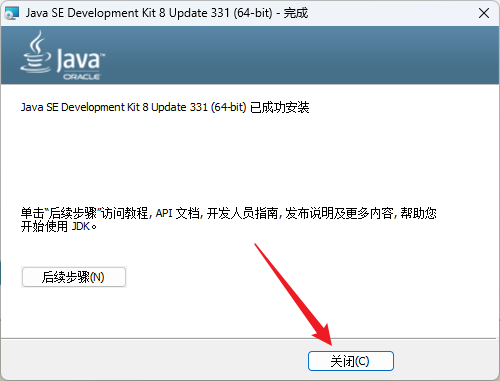 Java SE Development Kit 8 Update 331 (64-bit) - 完成
Java™
ORACLE
Java SE Development Kit 8 Update 331 (64-bit) 已成功安装
单击“后续步骤”访问教程, API 文档, 开发人员指南, 发布说明及更多内容, 帮助您
开始使用 JDK。
后续步骤(N)
关闭(C)